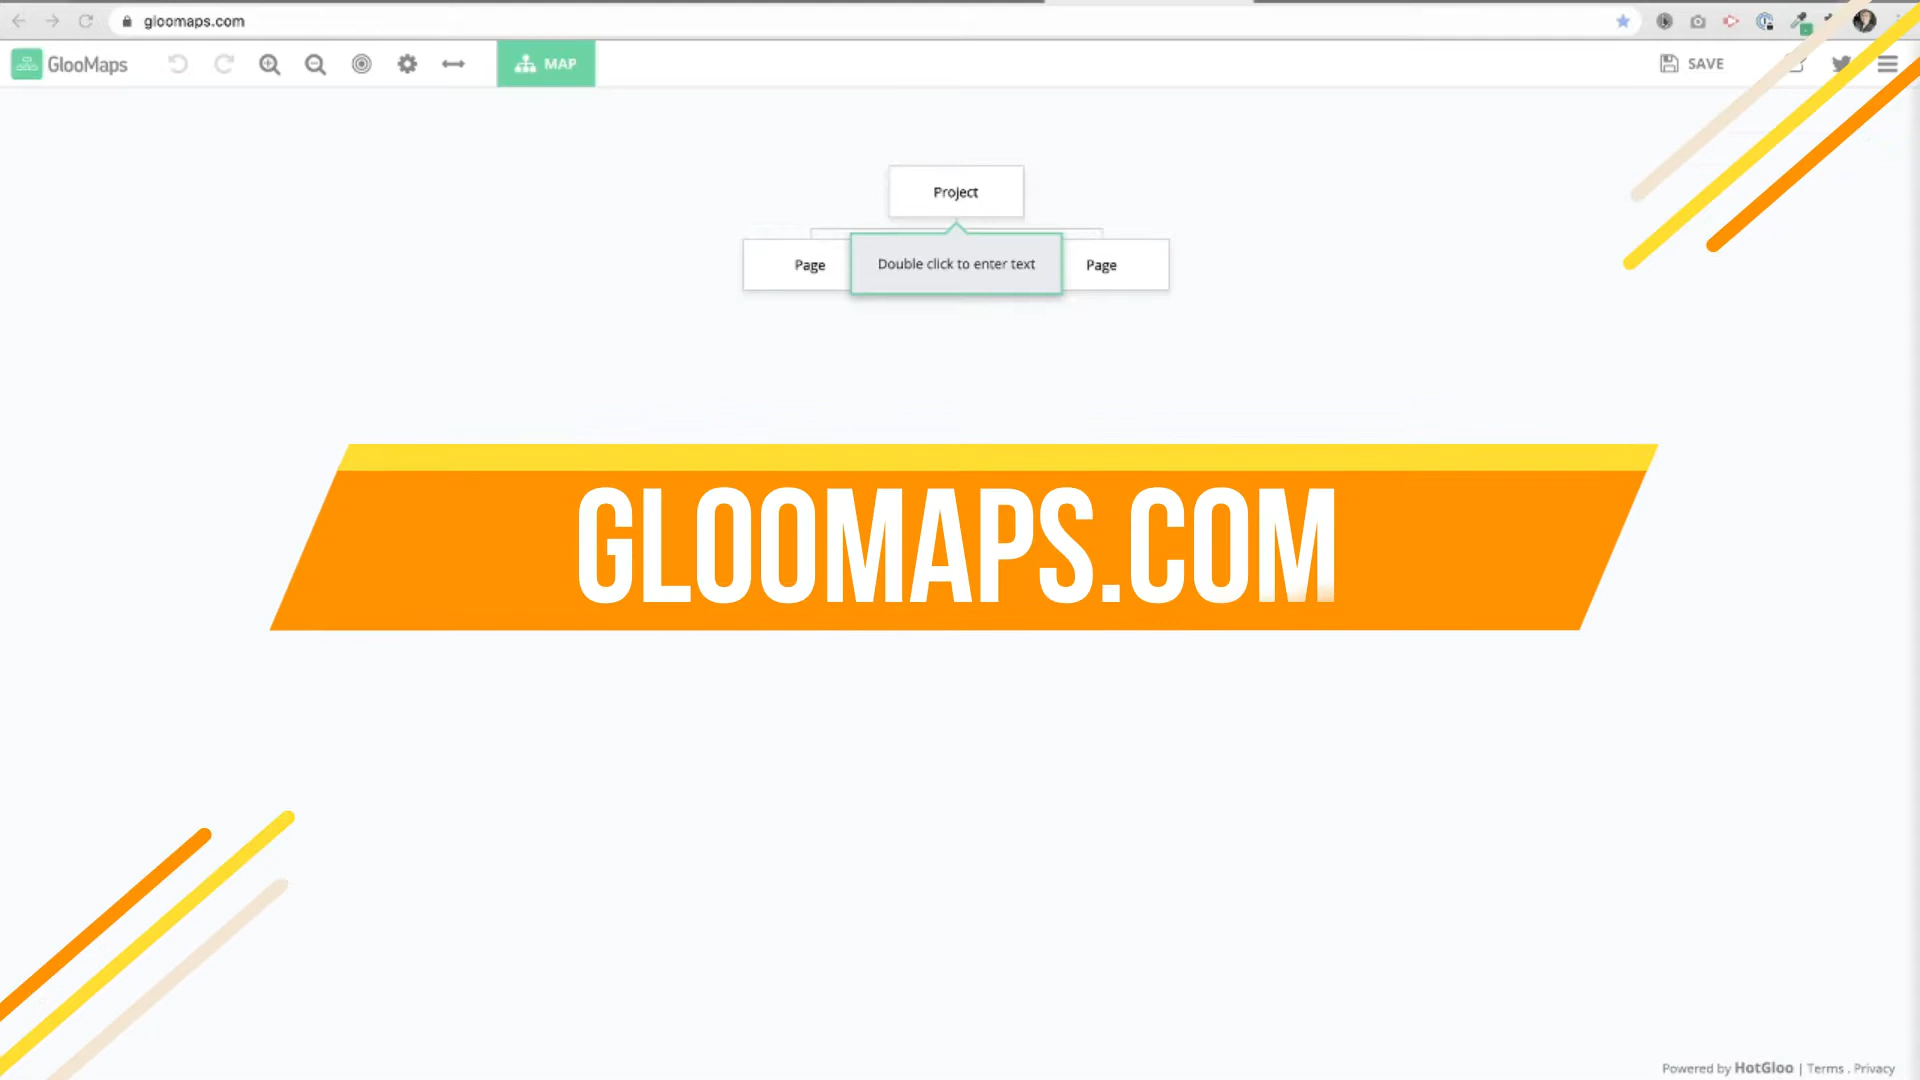 gloomaps.com
GlooMaps MAP SAVE
Project
Page Double click to enter text Page
GLOOMAPS.COM
Powered by HotGloo | Terms . Privacy